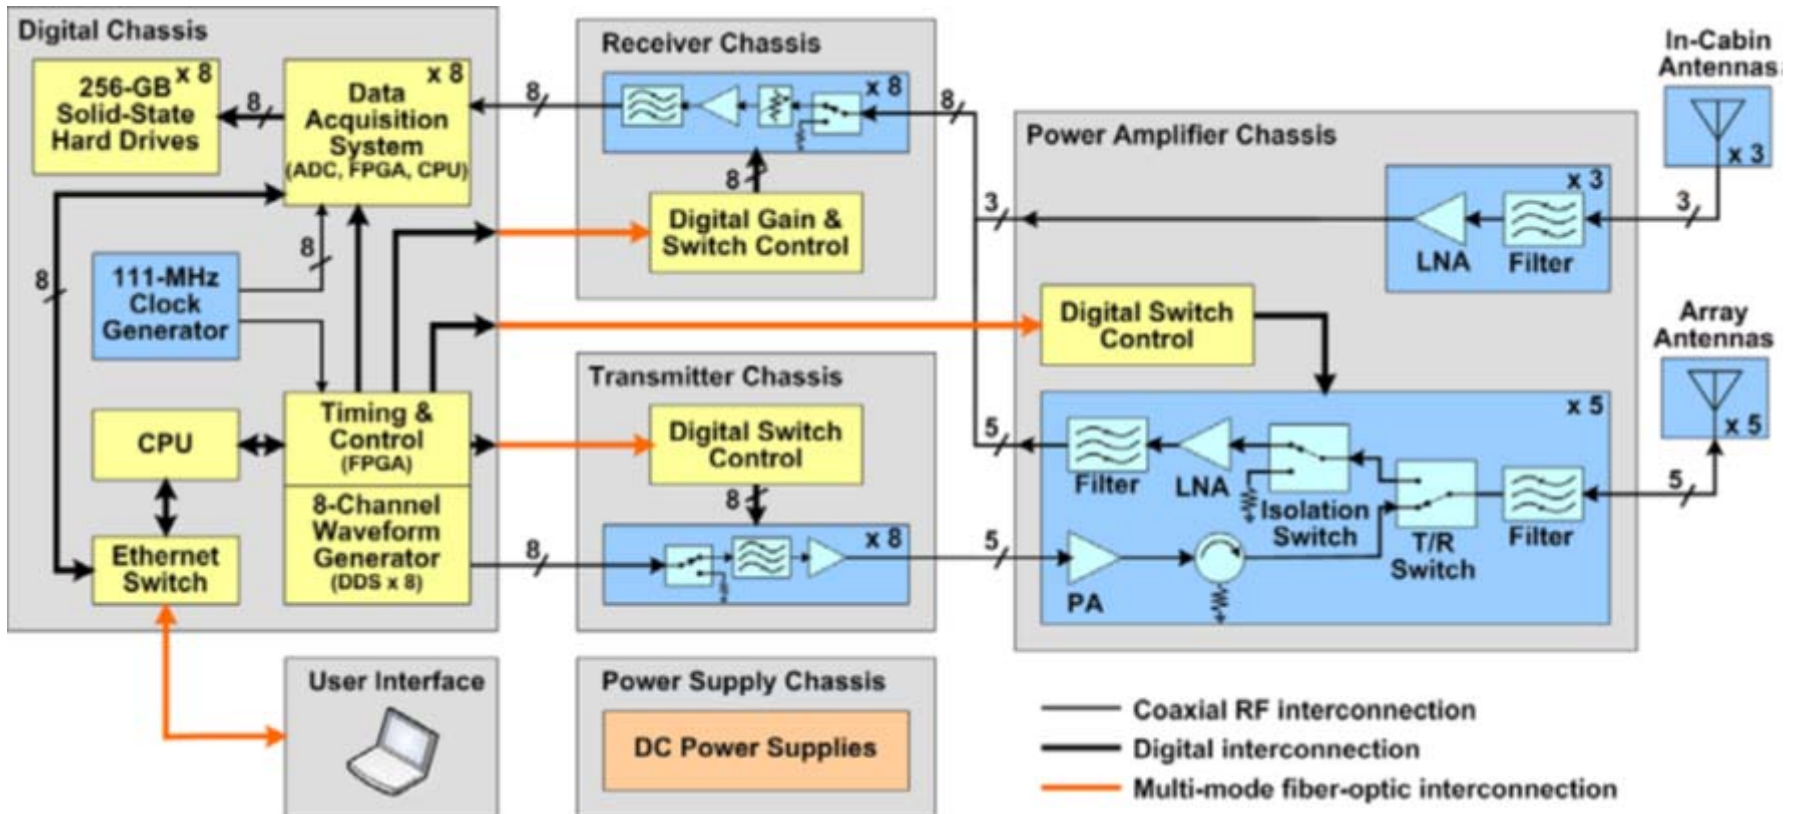 Digital Chassis
256-GB
Solid-State
Hard Drives
x 8
8
Data
Acquisition
System
(ADC, FPGA, CPU)
x 8
8
8
111-MHz
Clock
Generator
CPU
Timing &
Control
(FPGA)
8-Channel
Waveform
Generator
(DDS x 8)
Ethernet
Switch
User Interface
8
Receiver Chassis
x 8
8
8
Digital Gain &
Switch Control
Transmitter Chassis
Digital Switch
Control
8
8
x 8
Power Supply Chassis
DC Power Supplies
Power Amplifier Chassis
3
x 3
LNA
Filter
3
In-Cabin
Antennas
x 3
Digital Switch
Control
Array
Antennas
x 5
x 5
5
Filter
LNA
Isolation
Switch
T/R
Switch
Filter
5
5
PA
Coaxial RF interconnection
Digital interconnection
Multi-mode fiber-optic interconnection